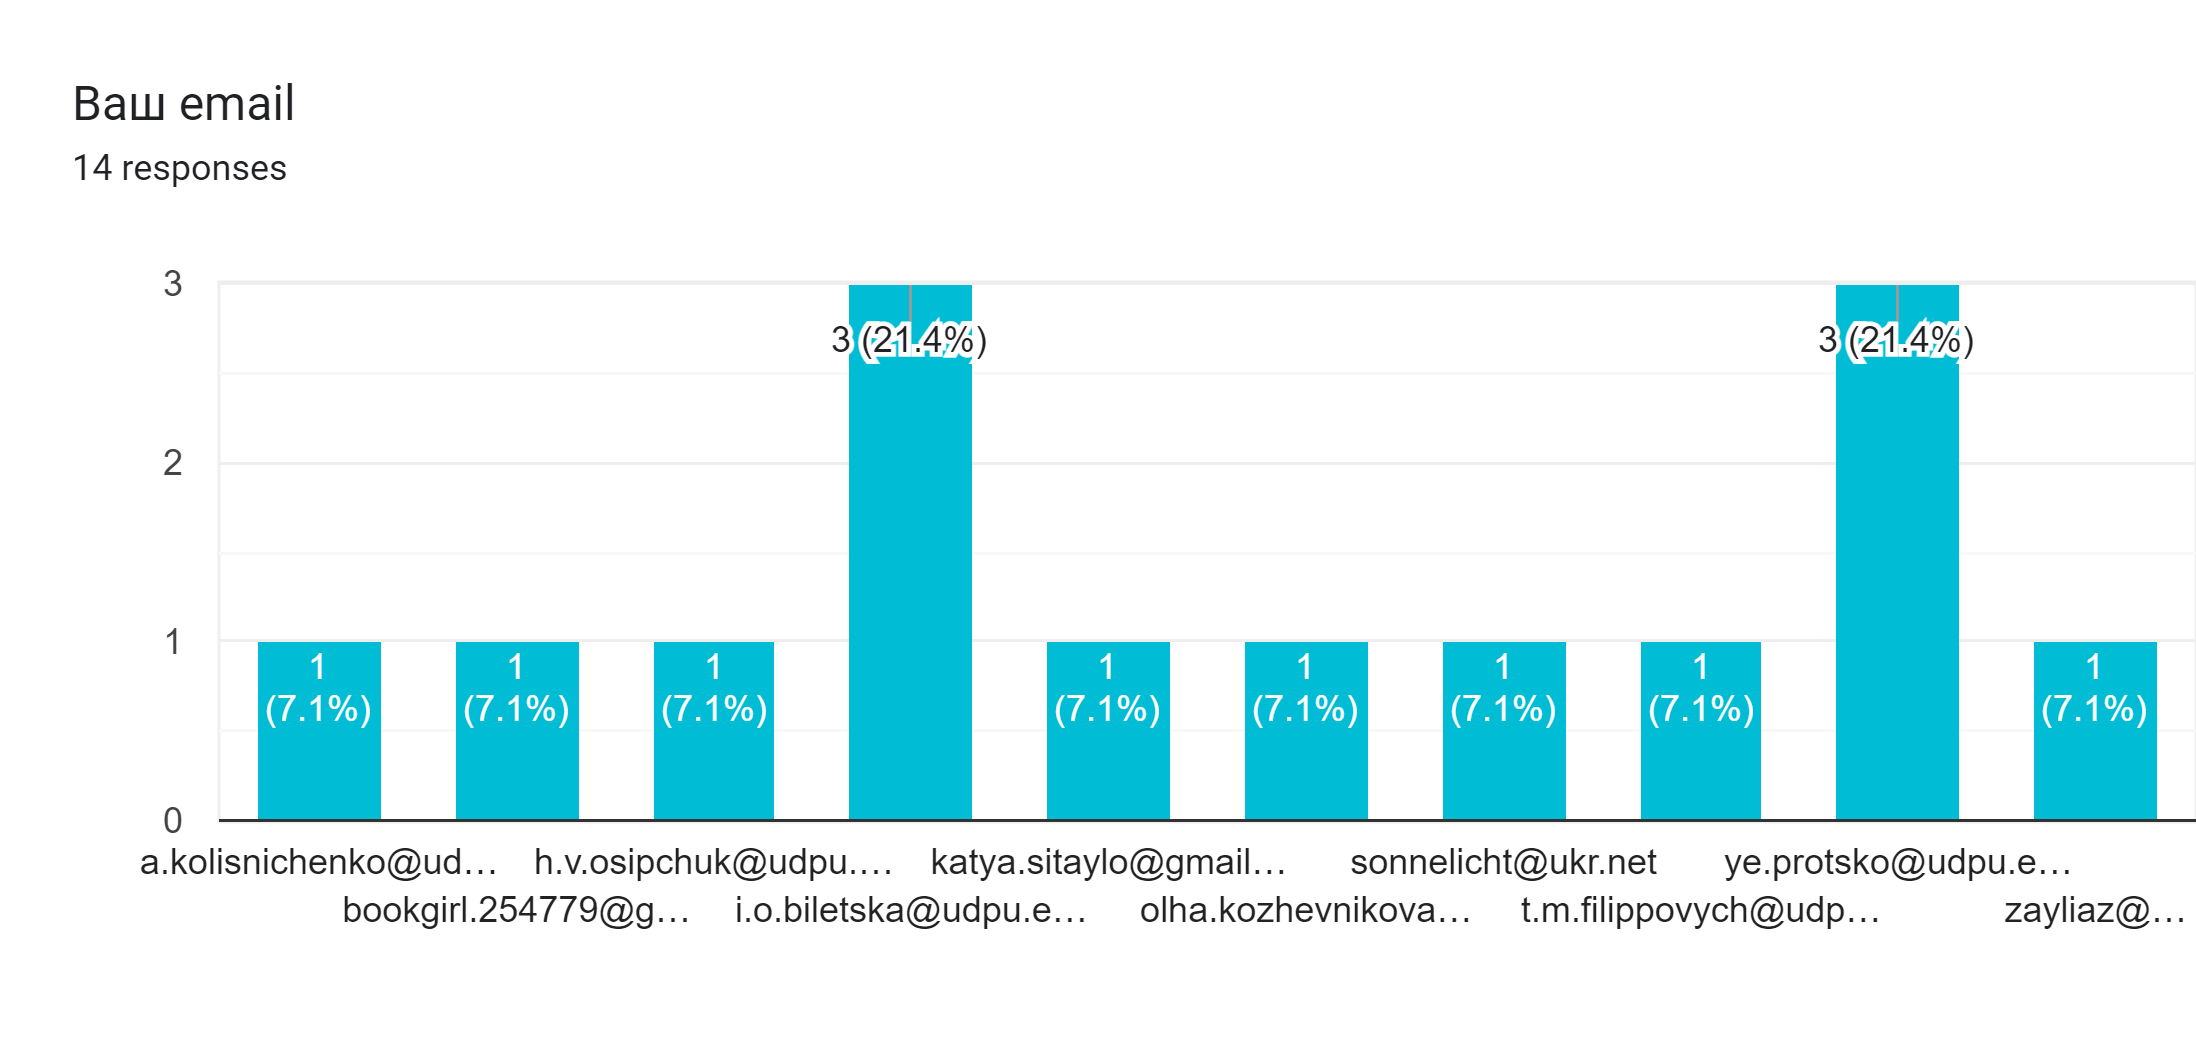 Ваш email
14 responses
3
3 (21.4%)
3 (21.4%)
2
1
1
(7.1%)
1
(7.1%)
1
(7.1%)
1
(7.1%)
1
(7.1%)
1
(7.1%)
1
(7.1%)
1
(7.1%)
0
a.kolisnichenko@ud…
h.v.osipchuk@udpu.…
katya.sitaylo@gmail…
sonnelicht@ukr.net
ye.protsko@udpu.e…
bookgirl.254779@g…
i.o.biletska@udpu.e…
olha.kozhevnikova…
t.m.filippovych@udp…
zayliaz@…